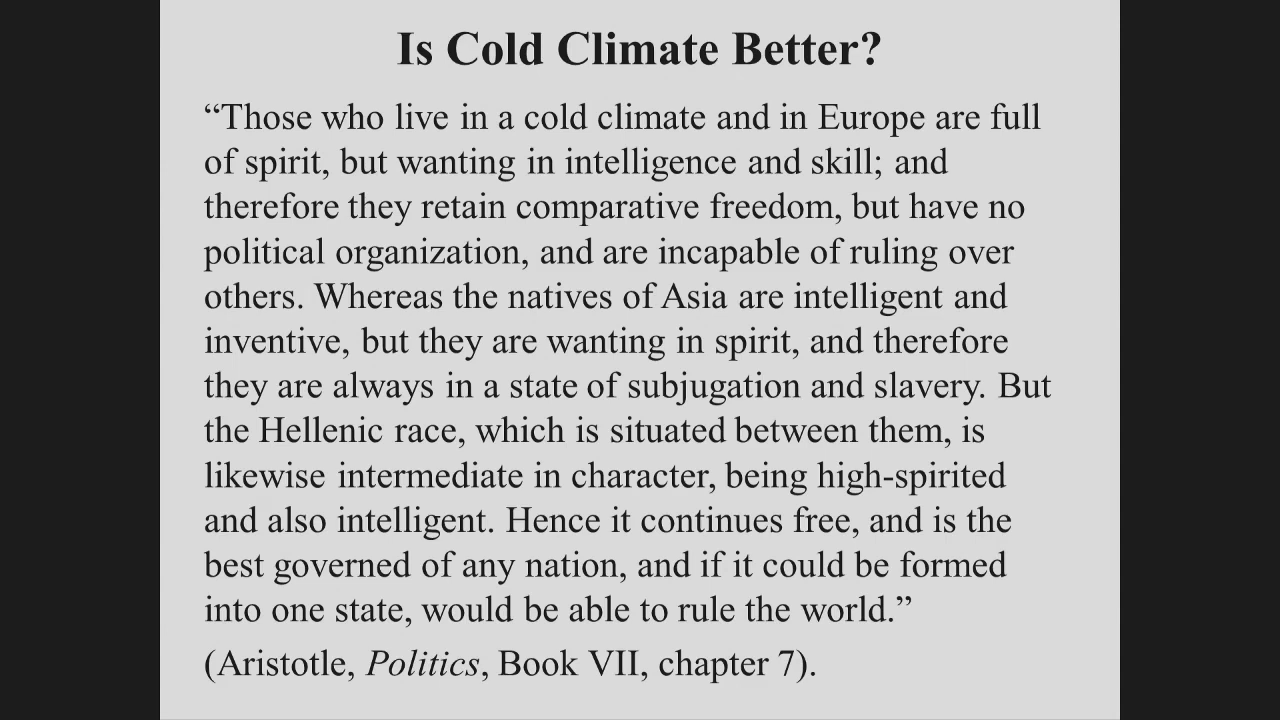 Is Cold Climate Better?
“Those who live in a cold climate and in Europe are full
of spirit, but wanting in intelligence and skill; and
therefore they retain comparative freedom, but have no
political organization, and are incapable of ruling over
others. Whereas the natives of Asia are intelligent and
inventive, but they are wanting in spirit, and therefore
they are always in a state of subjugation and slavery. But
the Hellenic race, which is situated between them, is
likewise intermediate in character, being high-spirited
and also intelligent. Hence it continues free, and is the
best governed of any nation, and if it could be formed
into one state, would be able to rule the world.”
(Aristotle, Politics, Book VII, chapter 7).